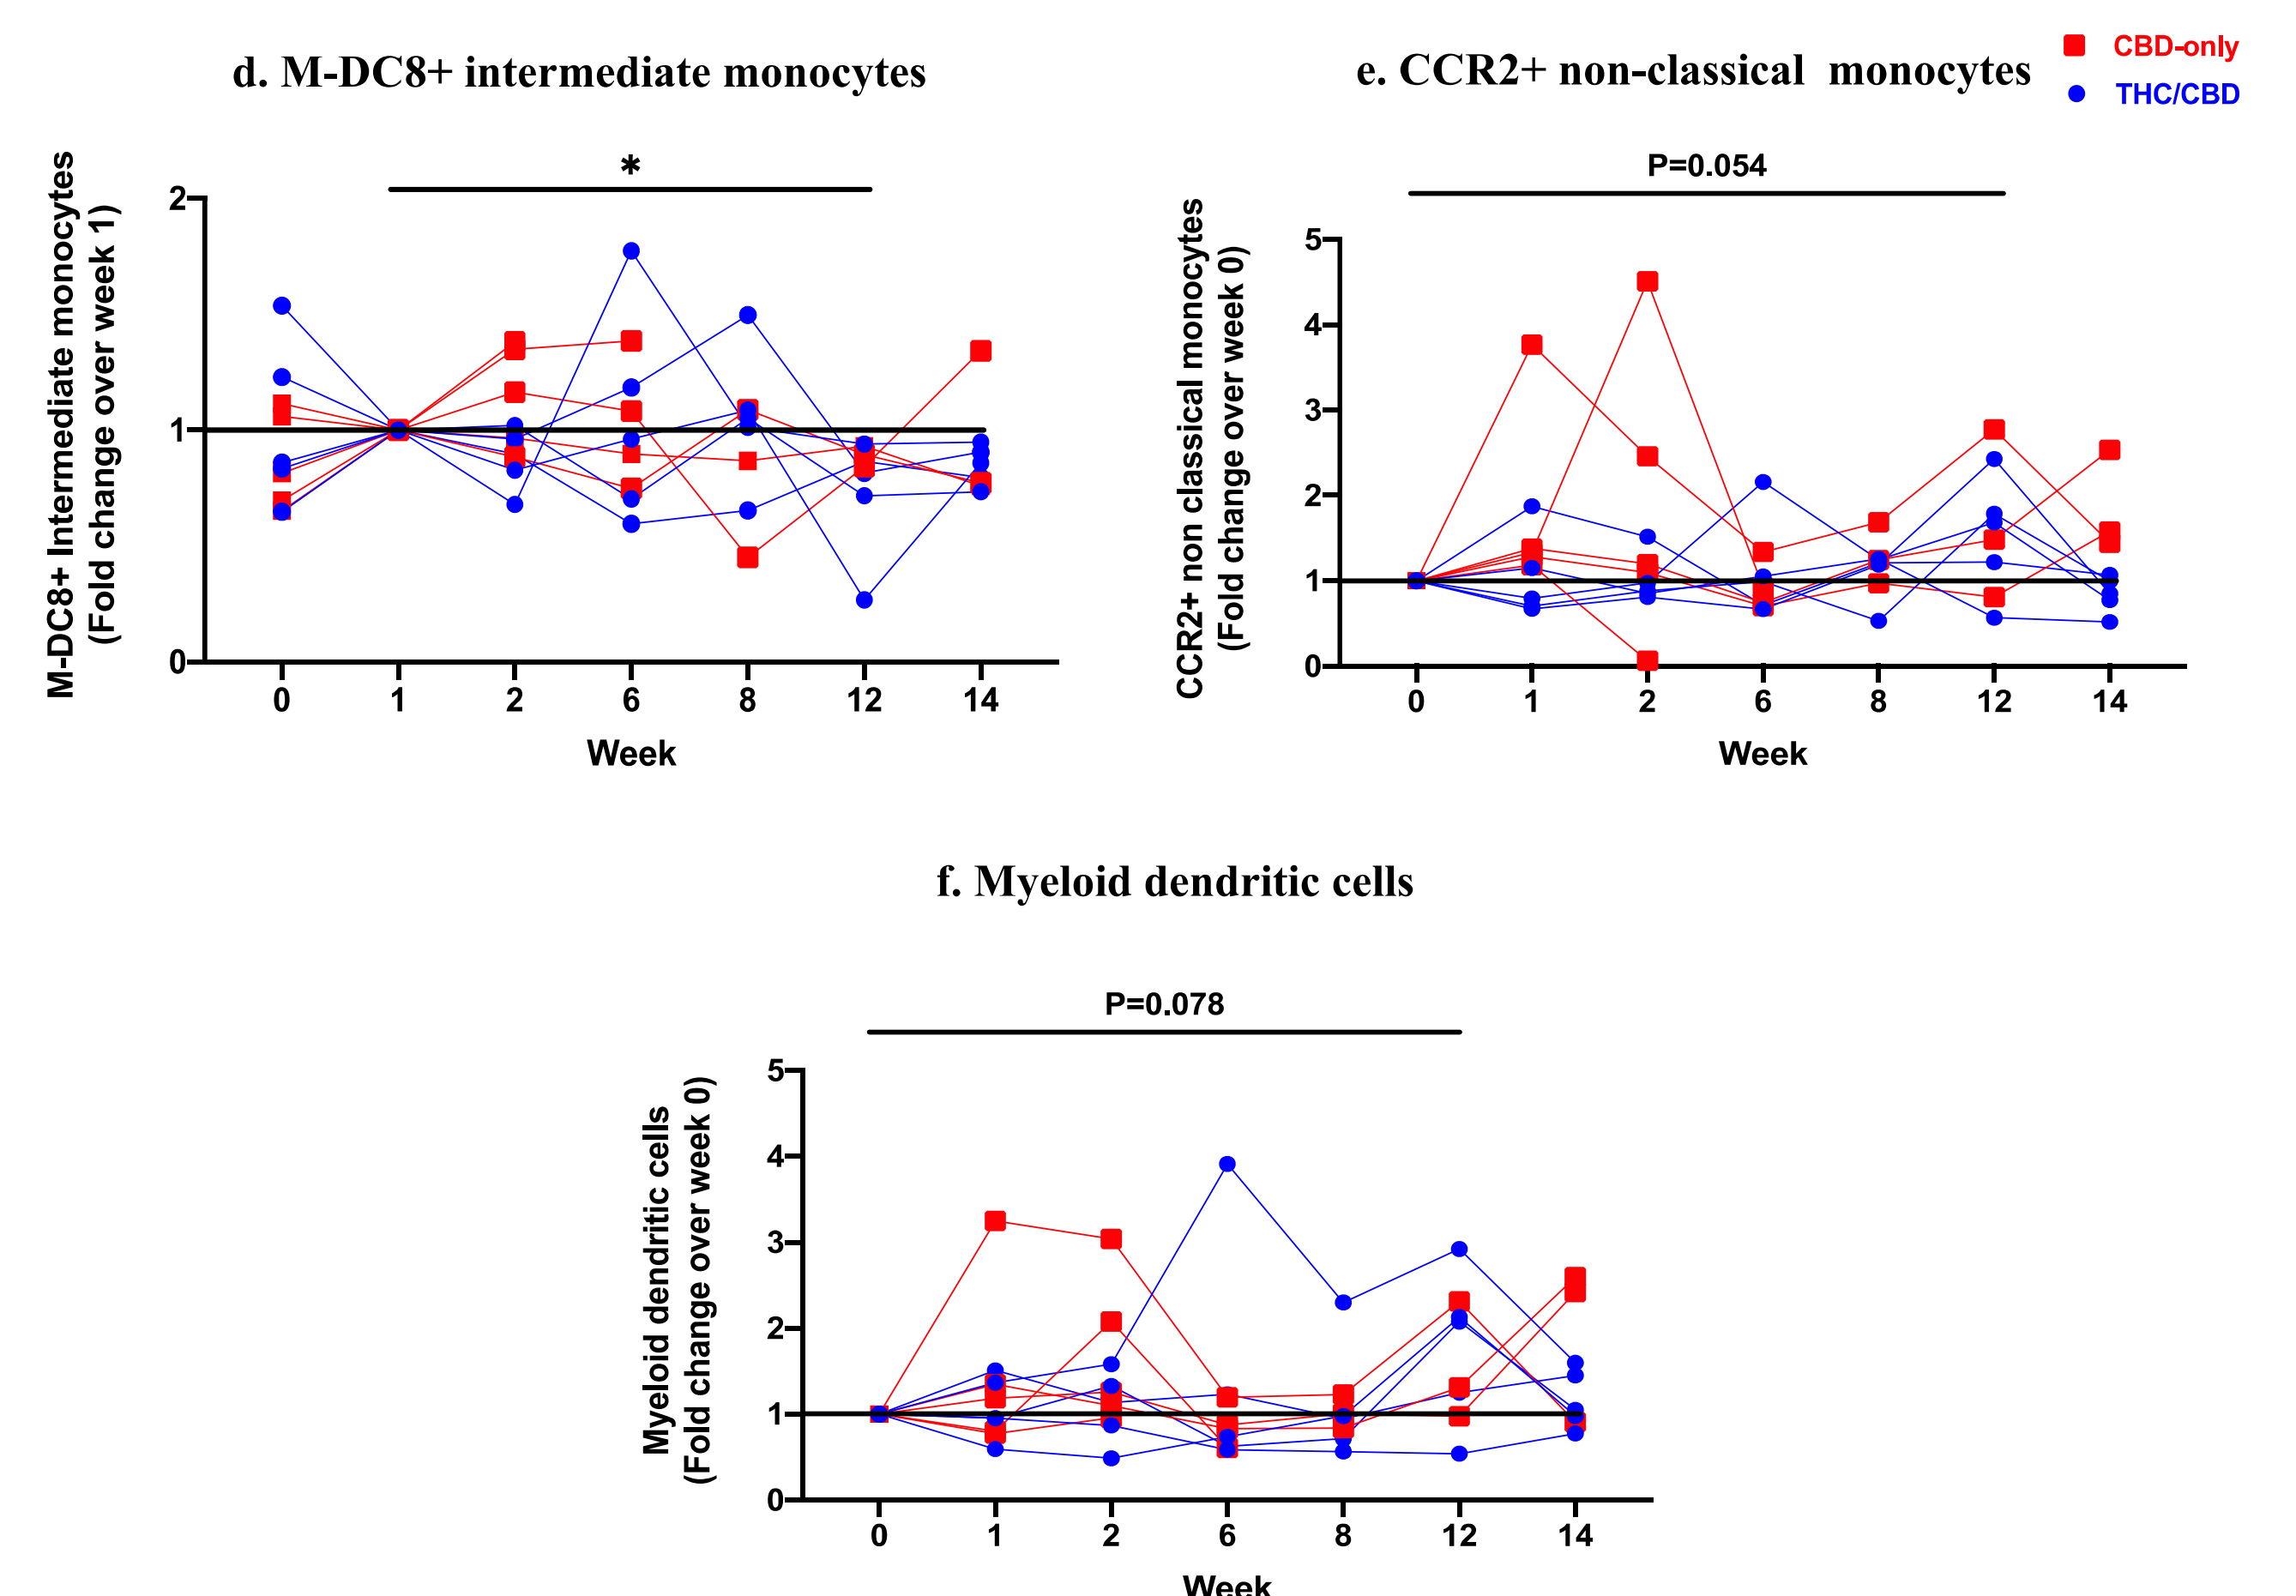 d. M-DC8+ intermediate monocytes
e. CCR2+ non-classical monocytes
CBD-only
THC/CBD
*
M-DC8+ Intermediate monocytes
(Fold change over week 1)
2
1
0
0 1 2 6 8 12 14
Week
P=0.054
CCR2+ non classical monocytes
(Fold change over week 0)
5
4
3
2
1
0
0 1 2 6 8 12 14
Week
f. Myeloid dendritic cells
P=0.078
Myeloid dendritic cells
(Fold change over week 0)
5
4
3
2
1
0
0 1 2 6 8 12 14
Week